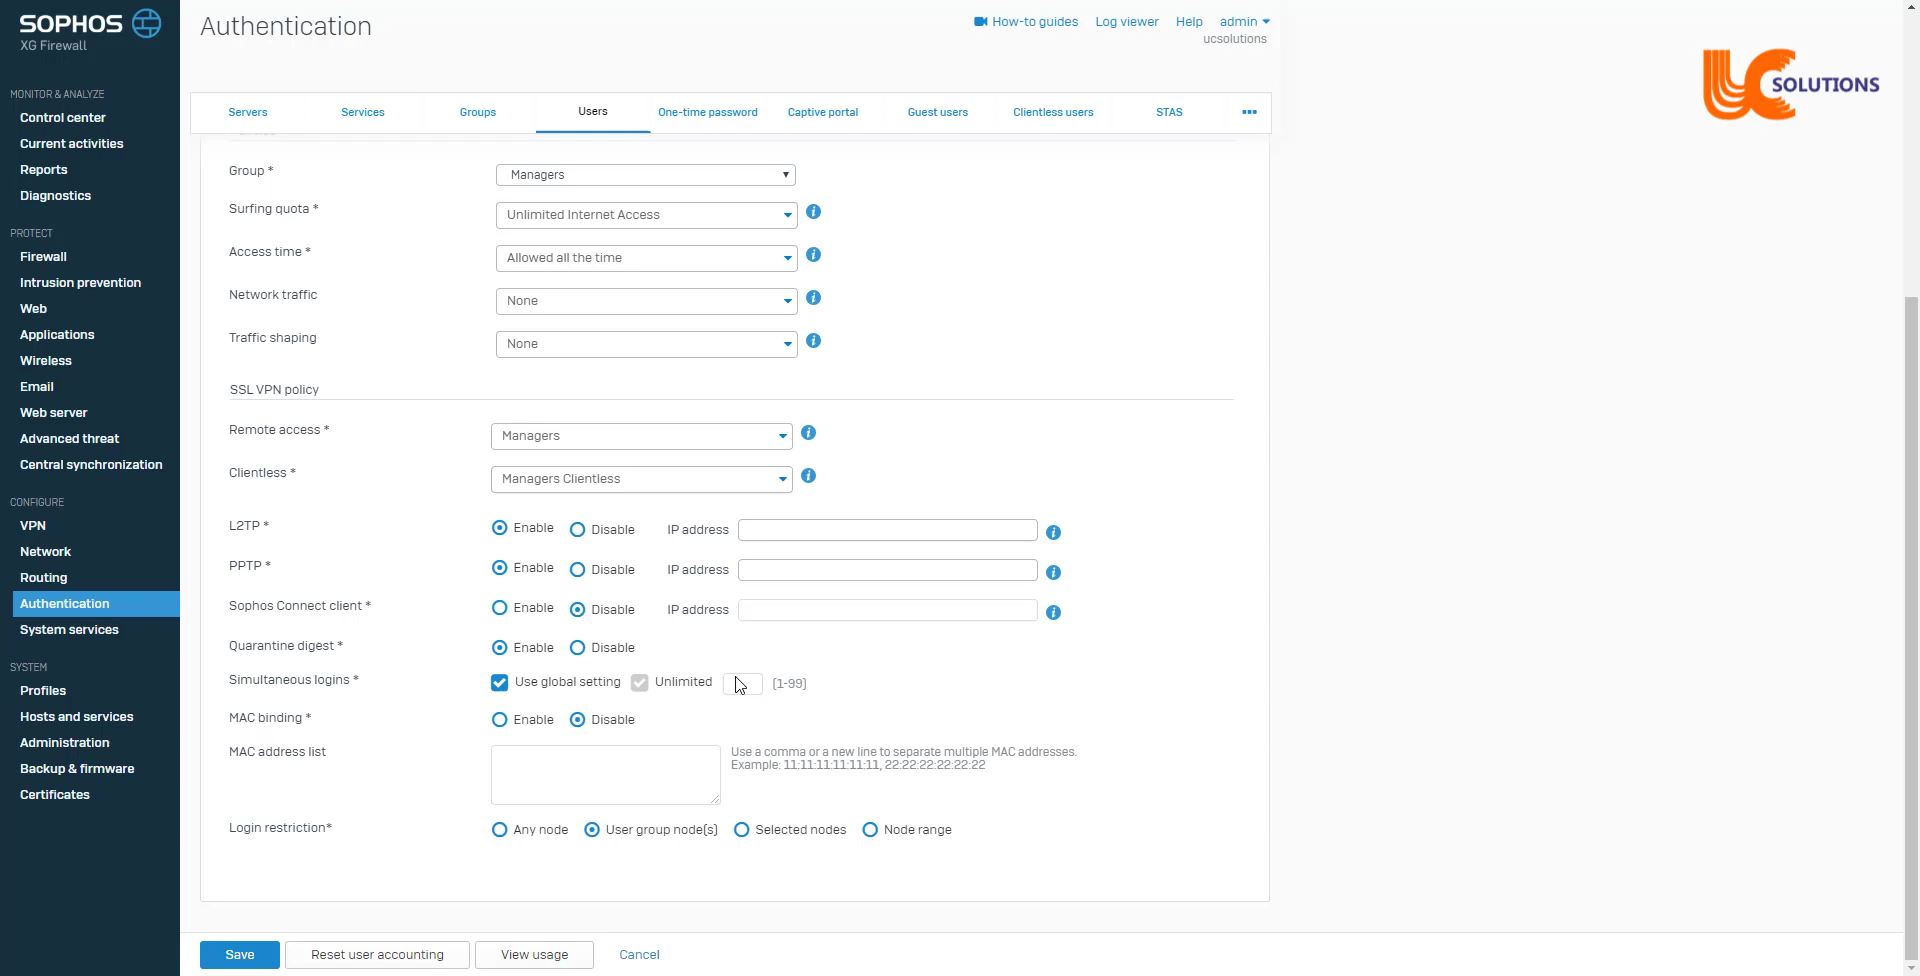 SOPHOS
XG Firewall
MONITOR & ANALYZE
Control center
Current activities
Reports
Diagnostics
PROTECT
Firewall
Intrusion prevention
Web
Applications
Wireless
Email
Web server
Advanced threat
Central synchronization
CONFIGURE
VPN
Network
Routing
Authentication
System services
SYSTEM
Profiles
Hosts and services
Administration
Backup & firmware
Certificates
Authentication
How-to guides Log viewer Help admin
ucsolutions
UC SOLUTIONS
Servers Services Groups Users One-time password Captive portal Guest users Clientless users STAS •••
Group * Managers
Surfing quota * Unlimited Internet Access
Access time * Allowed all the time
Network traffic None
Traffic shaping None
SSL VPN policy
Remote access * Managers
Clientless * Managers Clientless
L2TP * Enable Disable IP address
PPTP * Enable Disable IP address
Sophos Connect client * Enable Disable IP address
Quarantine digest * Enable Disable
Simultaneous logins * Use global setting Unlimited (1-99)
MAC binding * Enable Disable
MAC address list
Use a comma or a new line to separate multiple MAC addresses.
Example: 11:11:11:11:11:11, 22:22:22:22:22:22
Login restriction* Any node User group node(s) Selected nodes Node range
Save Reset user accounting View usage Cancel